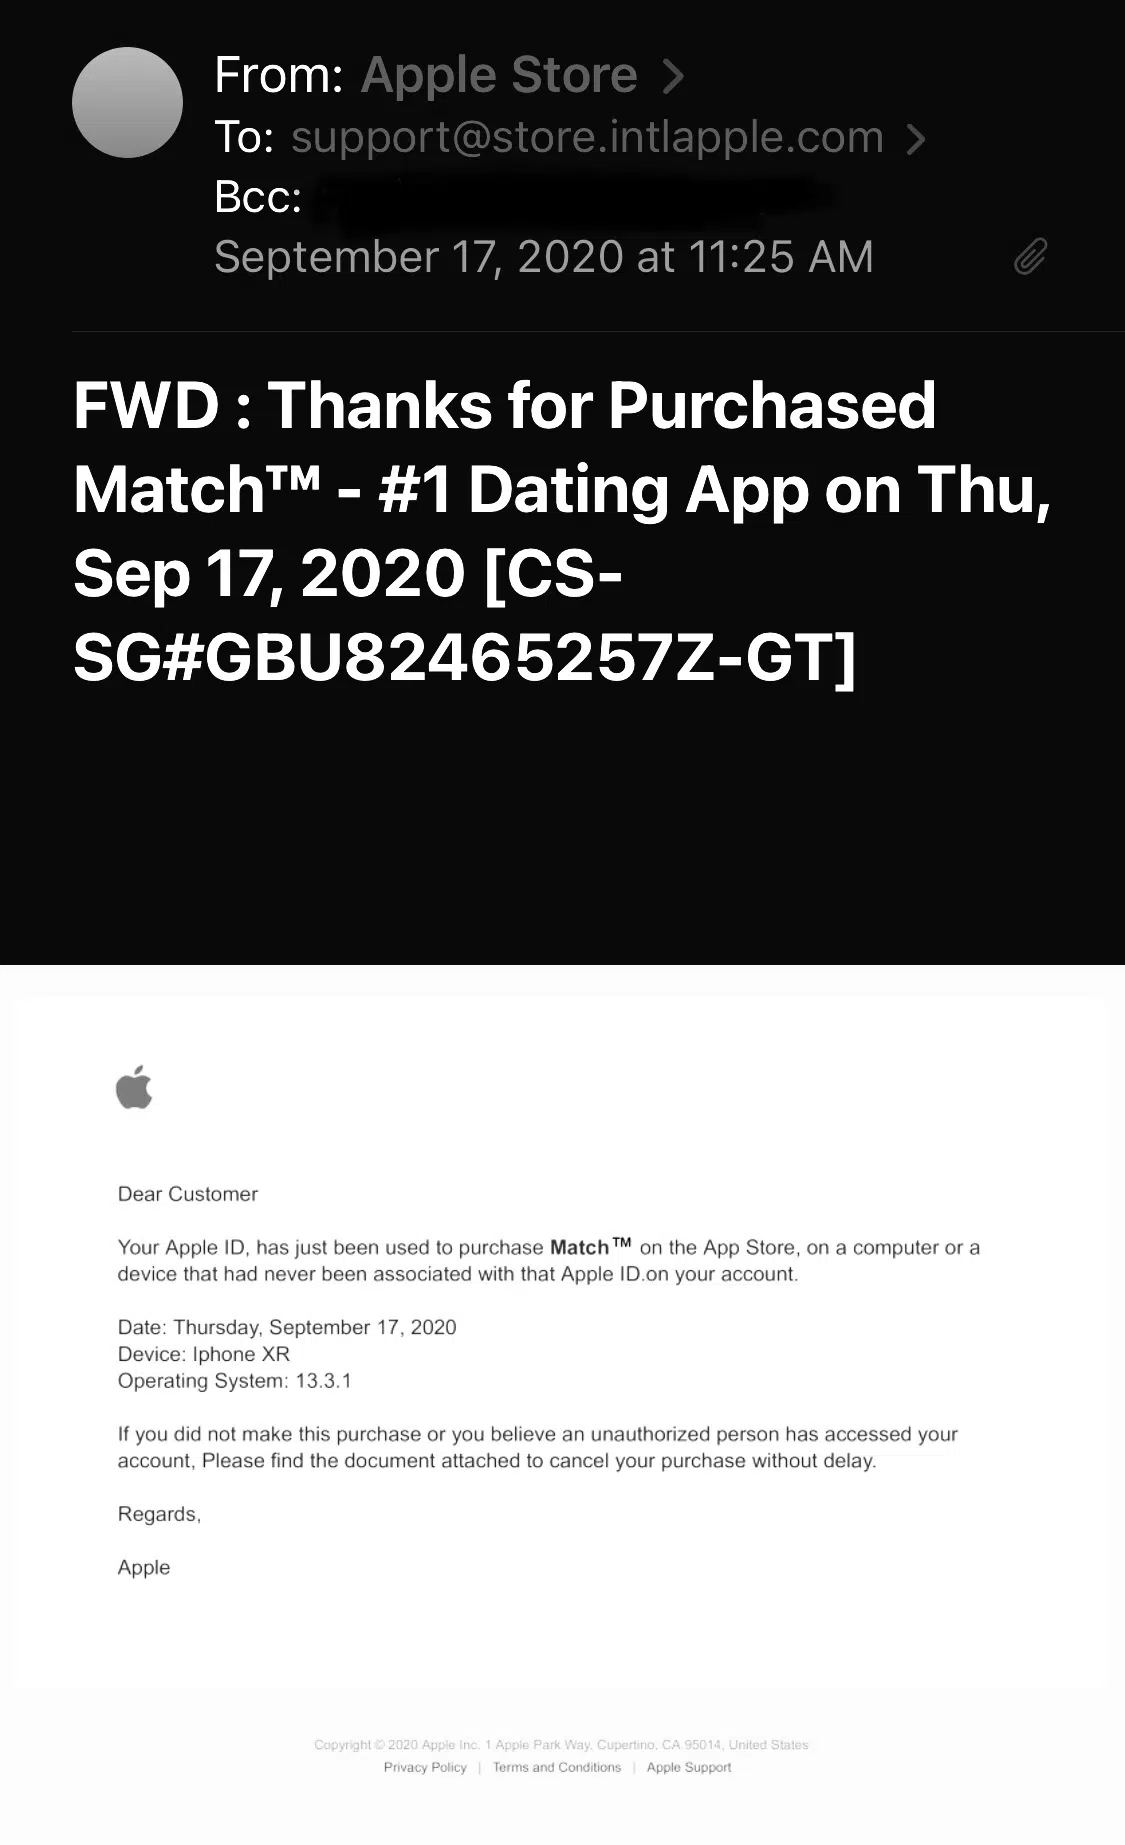 From: Apple Store
To: support@store.intlapple.com
Bcc:
September 17, 2020 at 11:25 AM
FWD : Thanks for Purchased
Match™ - #1 Dating App on Thu,
Sep 17, 2020 [CS-
SG#GBU82465257Z-GT]
Dear Customer
Your Apple ID, has just been used to purchase Match™ on the App Store, on a computer or a
device that had never been associated with that Apple ID.on your account.
Date: Thursday, September 17, 2020
Device: Iphone XR
Operating System: 13.3.1
If you did not make this purchase or you believe an unauthorized person has accessed your
account, Please find the document attached to cancel your purchase without delay.
Regards,
Apple
Copyright © 2020 Apple Inc. 1 Apple Park Way, Cupertino, CA 95014, United States
Privacy Policy | Terms and Conditions | Apple Support